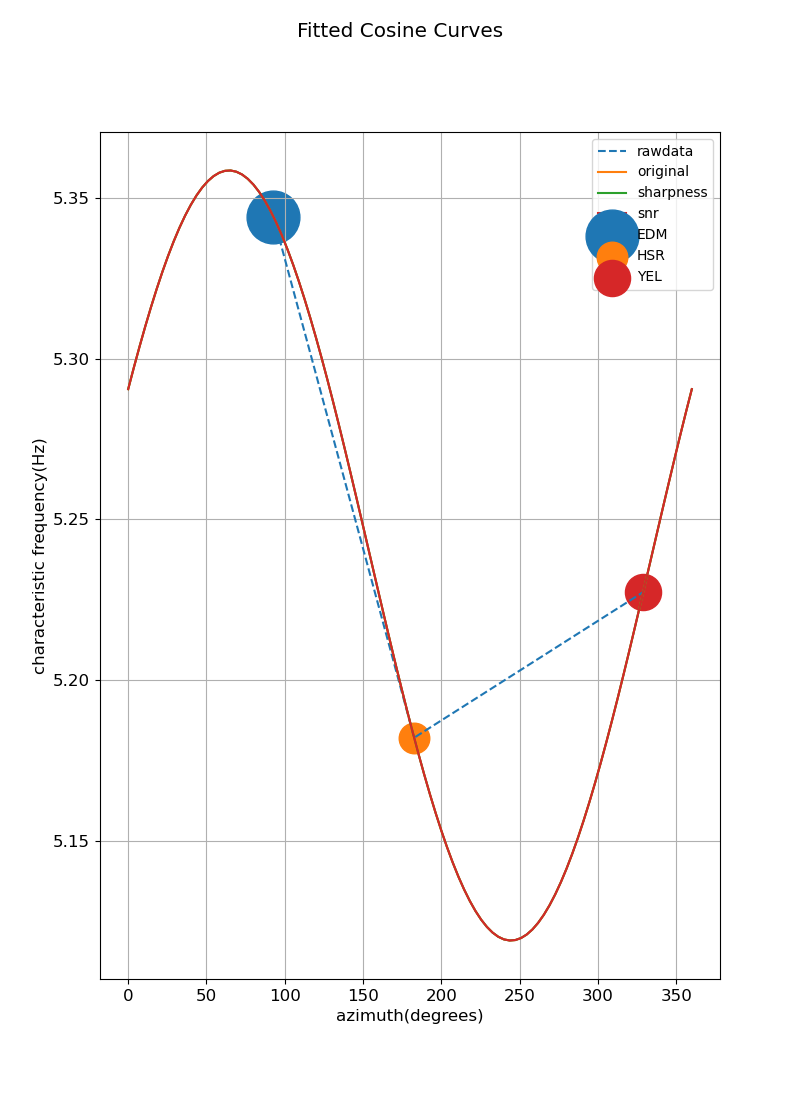 Fitted Cosine Curves
rawdata
original
sharpness
snr
EDM
HSR
YEL
5.35
5.30
5.25
5.20
5.15
characteristic frequency(Hz)
0 50 100 150 200 250 300 350
azimuth(degrees)